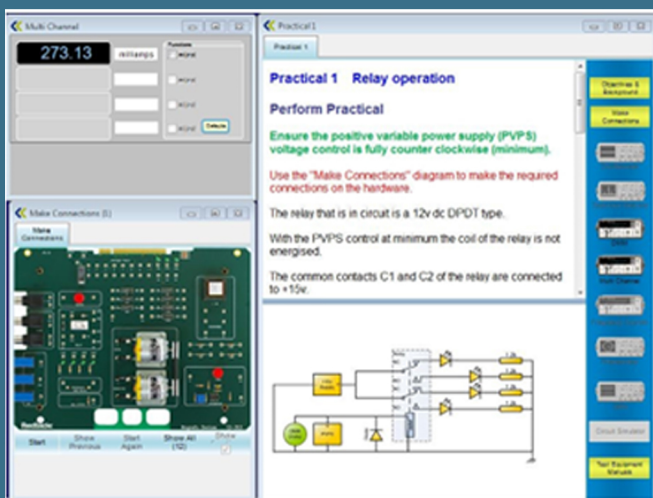 Multi Channel
273.13
milliamps
Functions
Defaults
Make Connections (1)
Make
Connections
Start
Show
Previous
Start
Again
Show All
(12)
Show
Practical 1
Practical 1
Practical 1 Relay operation
Perform Practical
Ensure the positive variable power supply (PVPS)
voltage control is fully counter clockwise (minimum).
Use the "Make Connections" diagram to make the required
connections on the hardware.
The relay that is in circuit is a 12v dc DPDT type.
With the PVPS control at minimum the coil of the relay is not
energised.
The common contacts C1 and C2 of the relay are connected
to +15v.
Objectives &
Background
Make
Connections
Multi Channel
Circuit Simulator
Test Equipment
Manuals